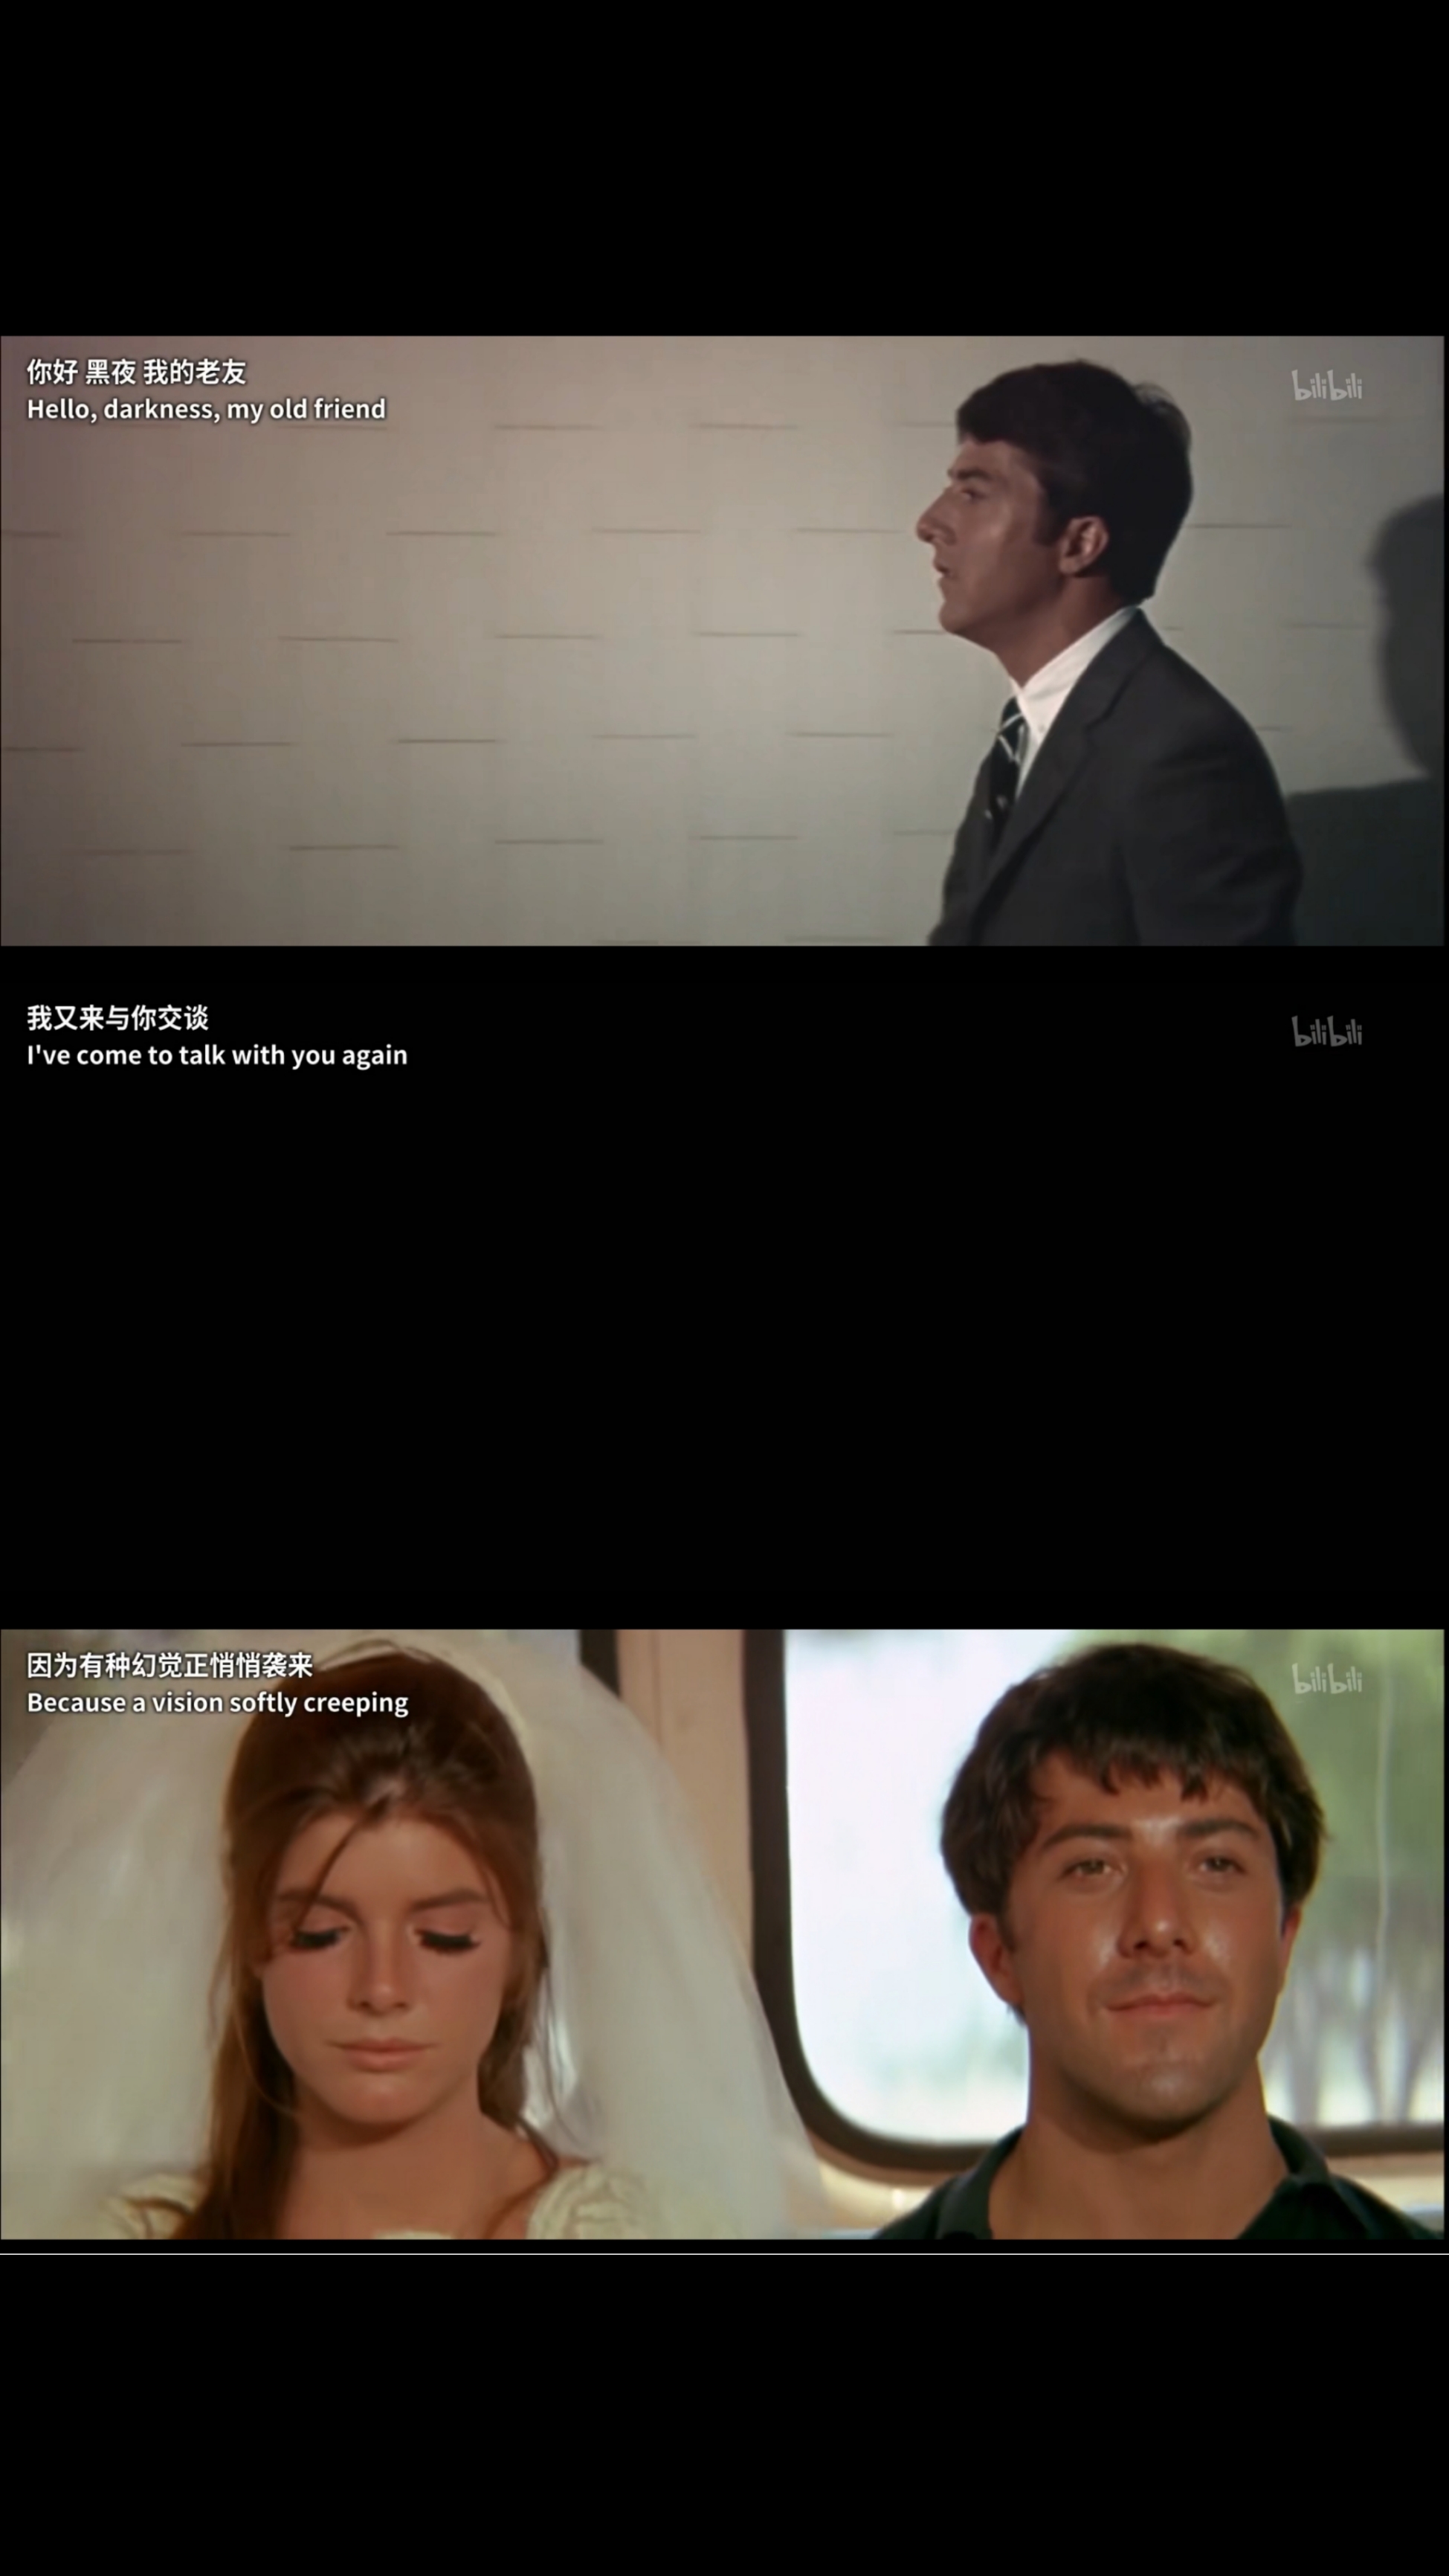 你好 黑夜 我的老友
Hello, darkness, my old friend
bilibili
我又来与你交谈
I've come to talk with you again
bilibili
因为有种幻觉正悄悄袭来
Because a vision softly creeping
bilibili